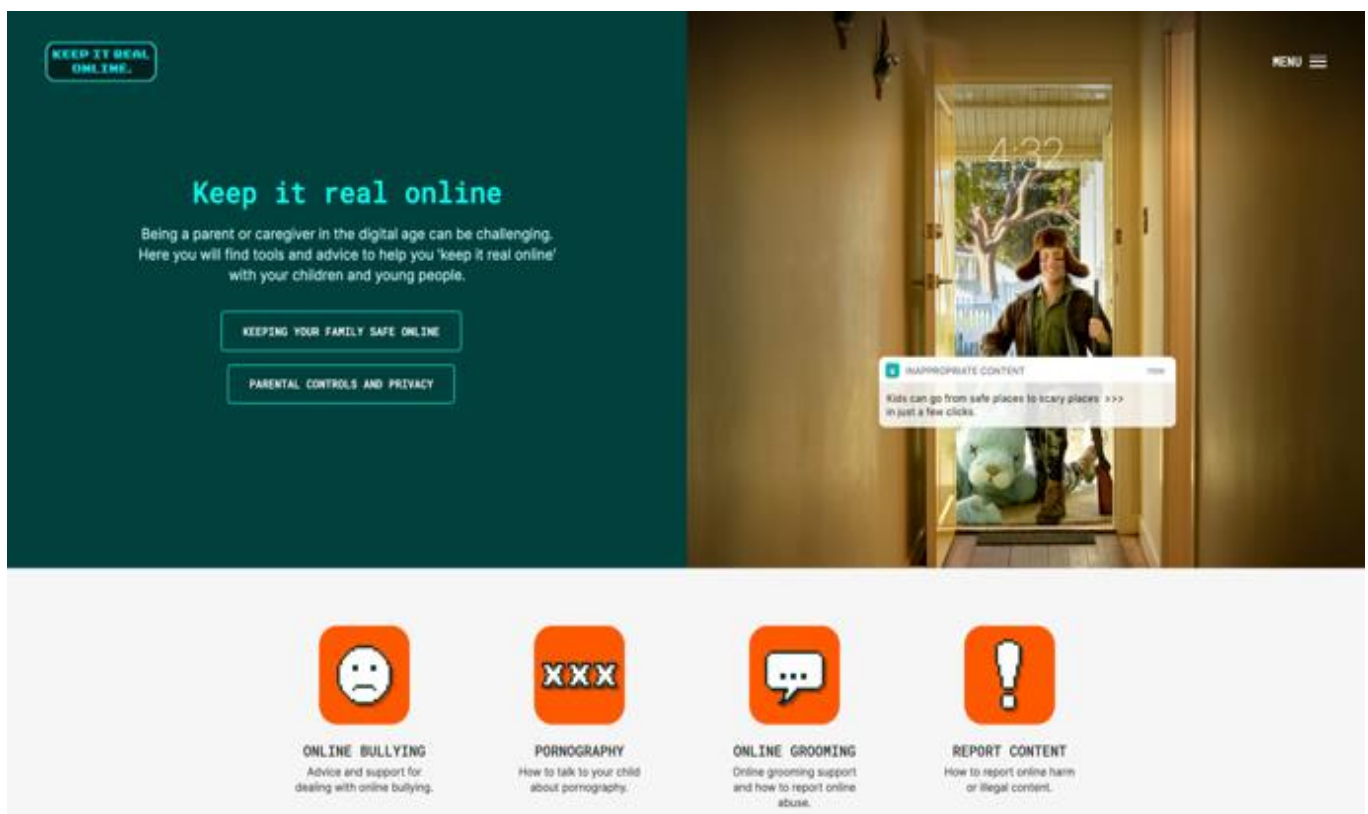 KEEP IT REAL
ONLINE.
MENU
4:32
Keep it real online
Being a parent or caregiver in the digital age can be challenging.
Here you will find tools and advice to help you 'keep it real online'
with your children and young people.
KEEPING YOUR FAMILY SAFE ONLINE
PARENTAL CONTROLS AND PRIVACY
INAPPROPRIATE CONTENT
now
Kids can go from safe places to scary places >>>
in just a few clicks.
XXX
ONLINE BULLYING
Advice and support for
dealing with online bullying.
PORNOGRAPHY
How to talk to your child
about pornography.
ONLINE GROOMING
Online grooming support
and how to report online
abuse.
REPORT CONTENT
How to report online harm
or illegal content.